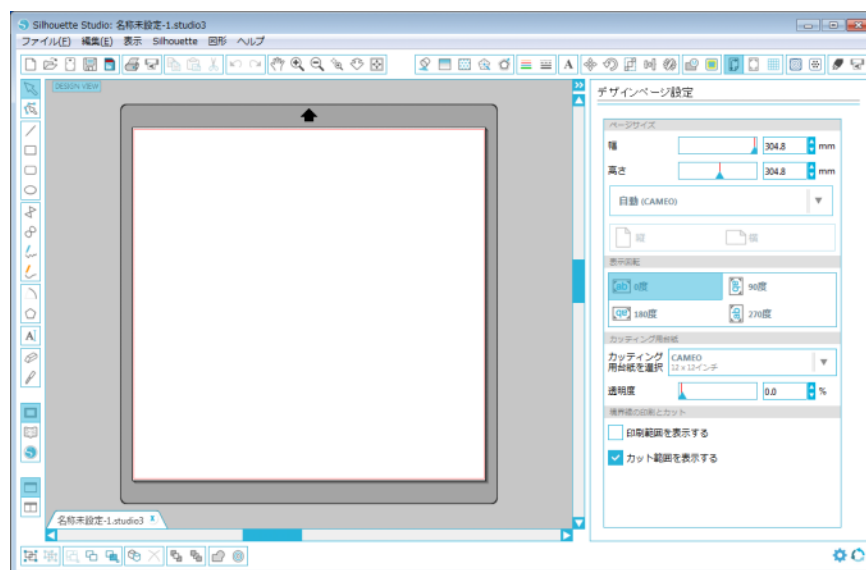 Silhouette Studio: 名称未設定-1.studio3
ファイル(F) 編集(E) 表示 Silhouette 図形 ヘルプ
DESIGN VIEW
デザインページ設定
ページサイズ
幅 304.8 mm
高さ 304.8 mm
自動 (CAMEO)
縦 横
表示回転
0度 90度
180度 270度
カッティング用台紙
カッティング CAMEO
用台紙を選択 12 x 12インチ
透明度 0.0 %
境界線の印刷とカット
印刷範囲を表示する
カット範囲を表示する
名称未設定-1.studio3 x